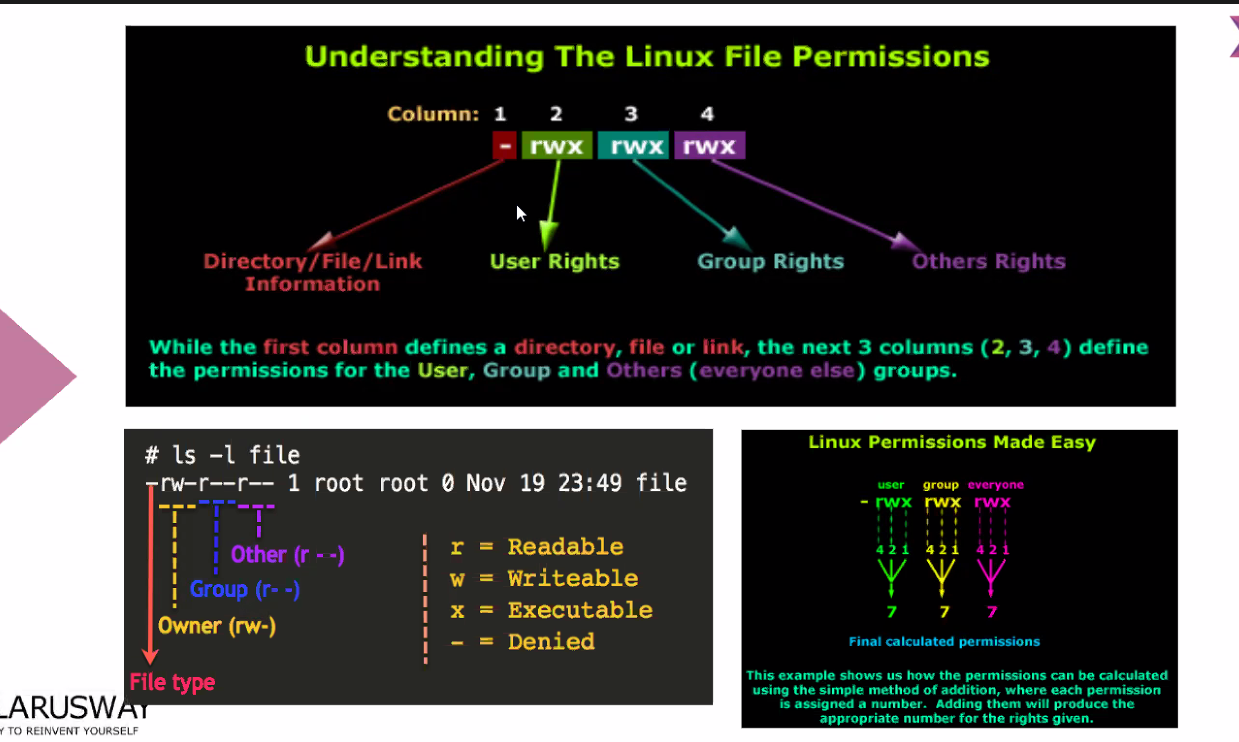 Understanding The Linux File Permissions
Column: 1 2 3 4
- rwx rwx rwx
Directory/File/Link
Information
User Rights
Group Rights
Others Rights
While the first column defines a directory, file or link, the next 3 columns (2, 3, 4) define
the permissions for the User, Group and Others (everyone else) groups.
# ls -l file
-rw-r--r-- 1 root root 0 Nov 19 23:49 file
Other (r - -)
Group (r- -)
Owner (rw-)
File type
r = Readable
w = Writeable
x = Executable
- = Denied
Linux Permissions Made Easy
user group everyone
- rwx rwx rwx
4 2 1 4 2 1 4 2 1
7 7 7
Final calculated permissions
This example shows us how the permissions can be calculated
using the simple method of addition, where each permission
is assigned a number. Adding them will produce the
appropriate number for the rights given.
LARUSWAY
Y TO REINVENT YOURSELF